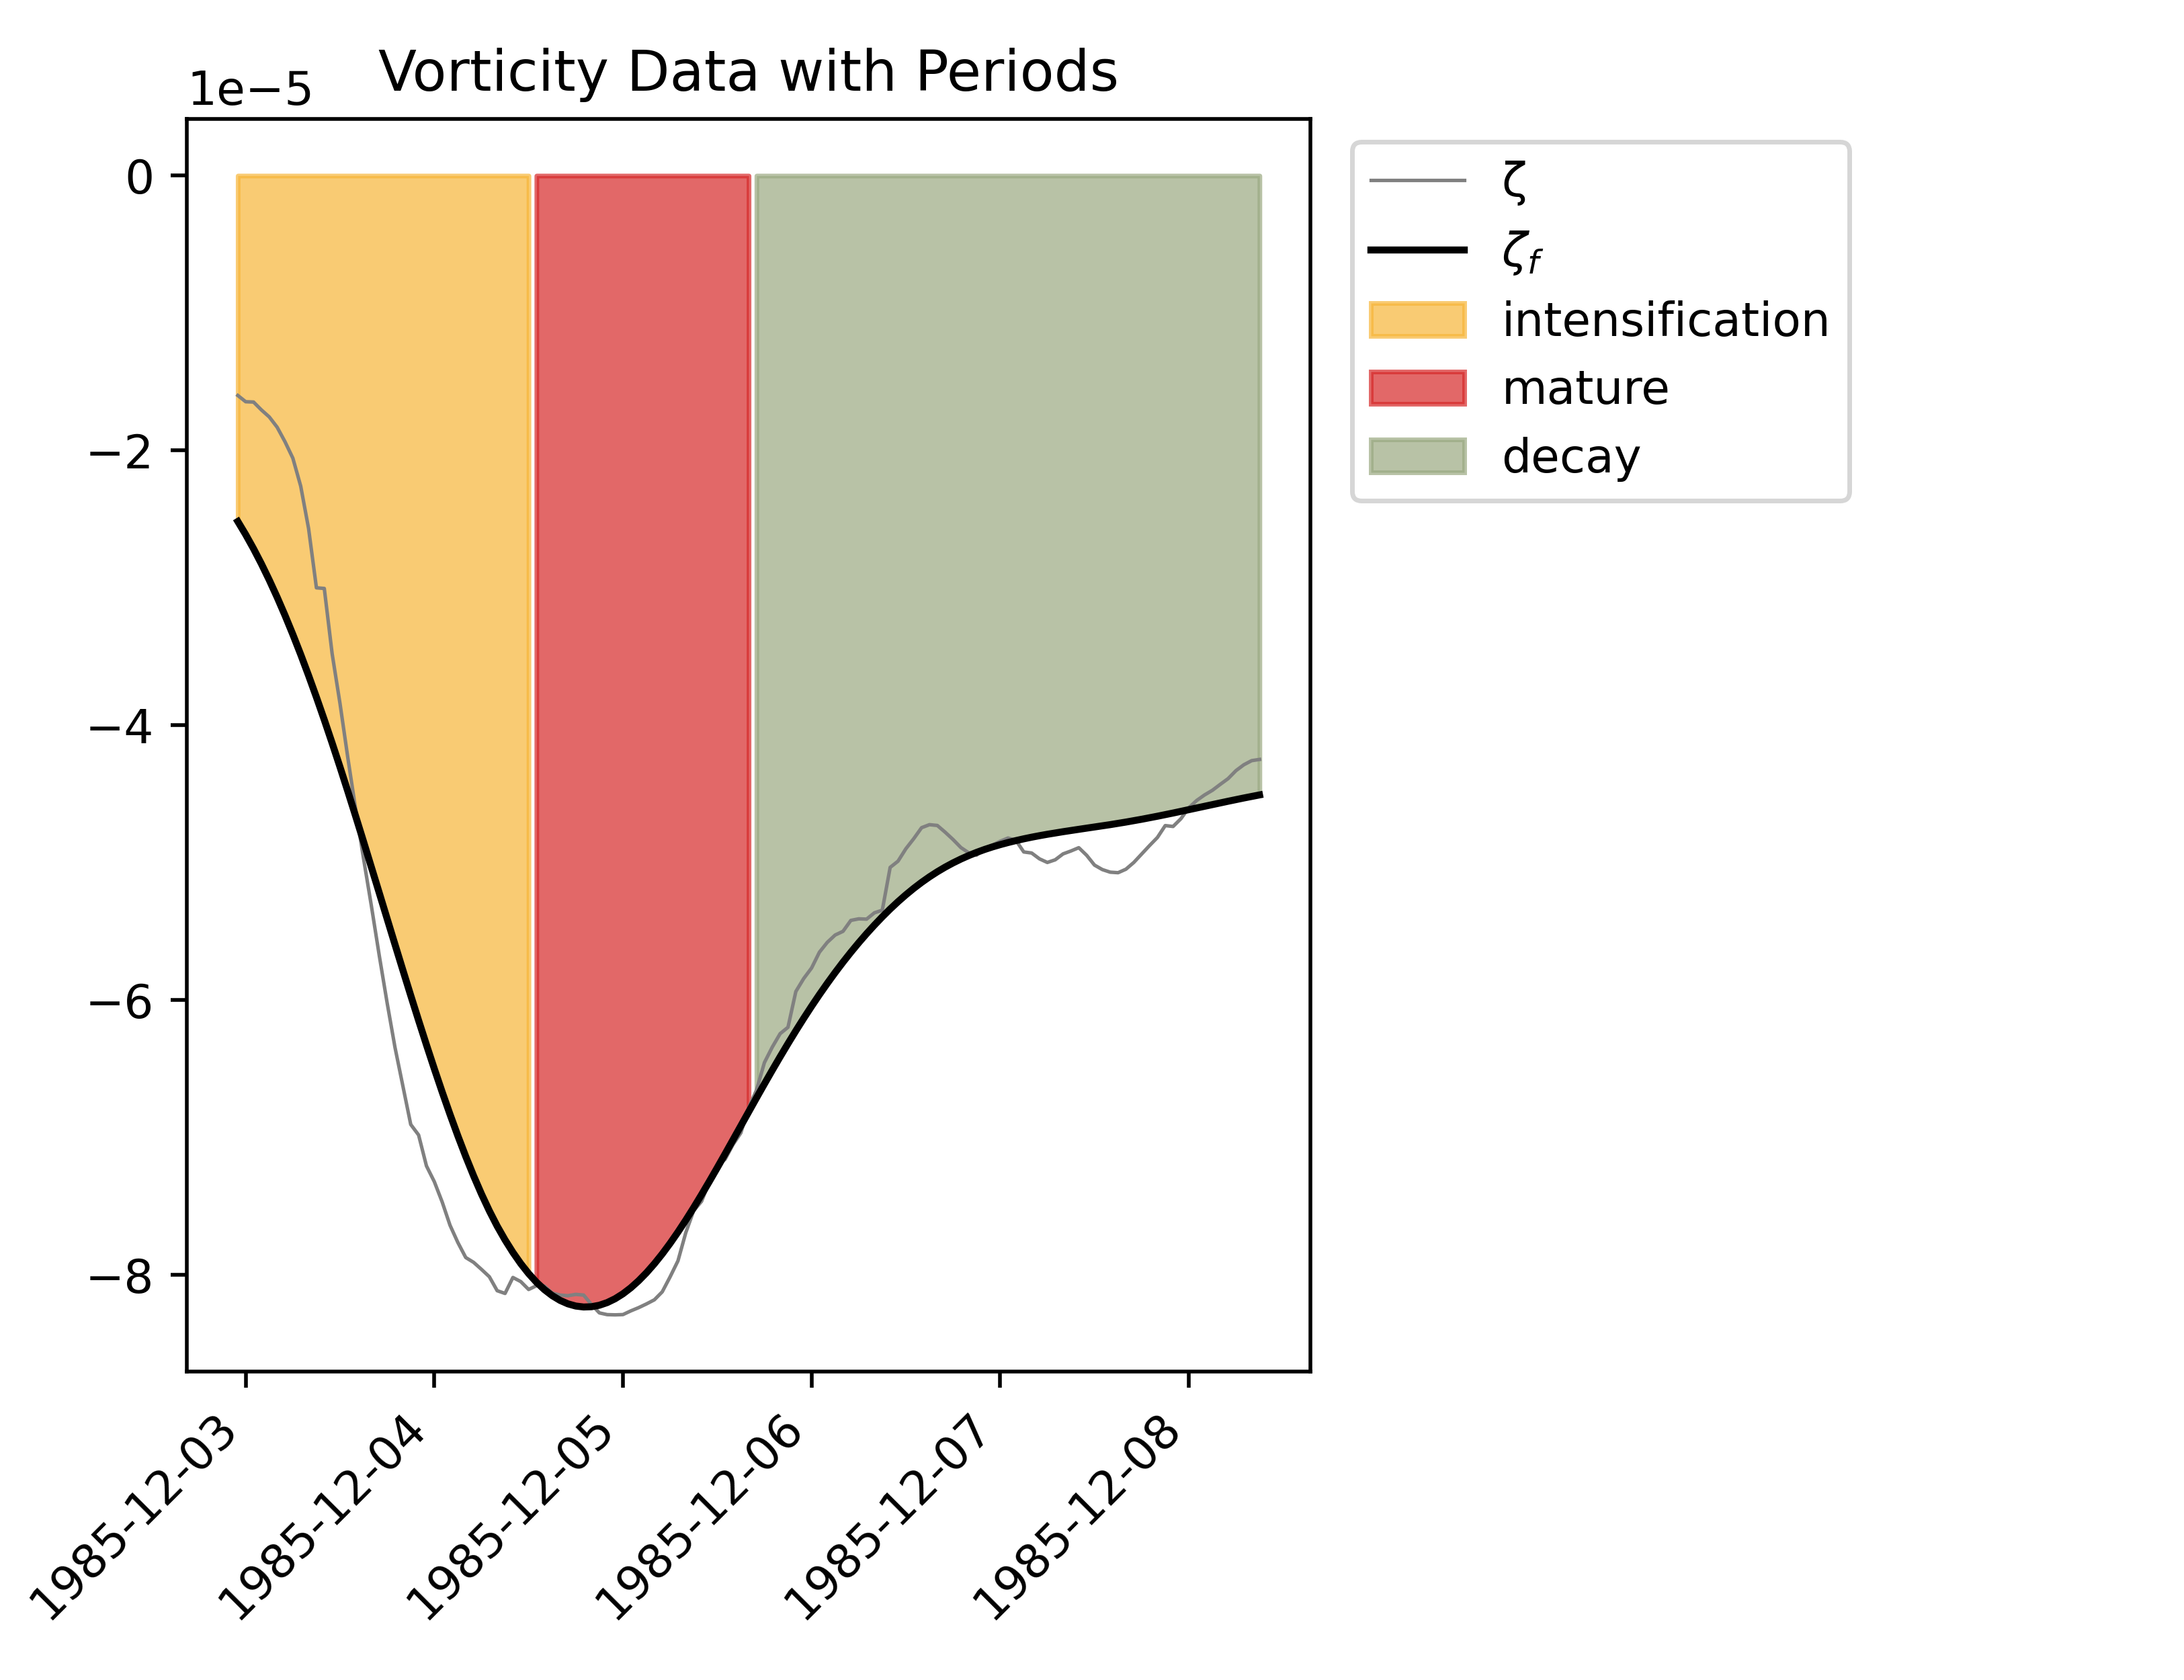 Vorticity Data with Periods
1e−5
0
−2
−4
−6
−8
1985-12-03
1985-12-04
1985-12-05
1985-12-06
1985-12-07
1985-12-08
ζ
ζf
intensification
mature
decay